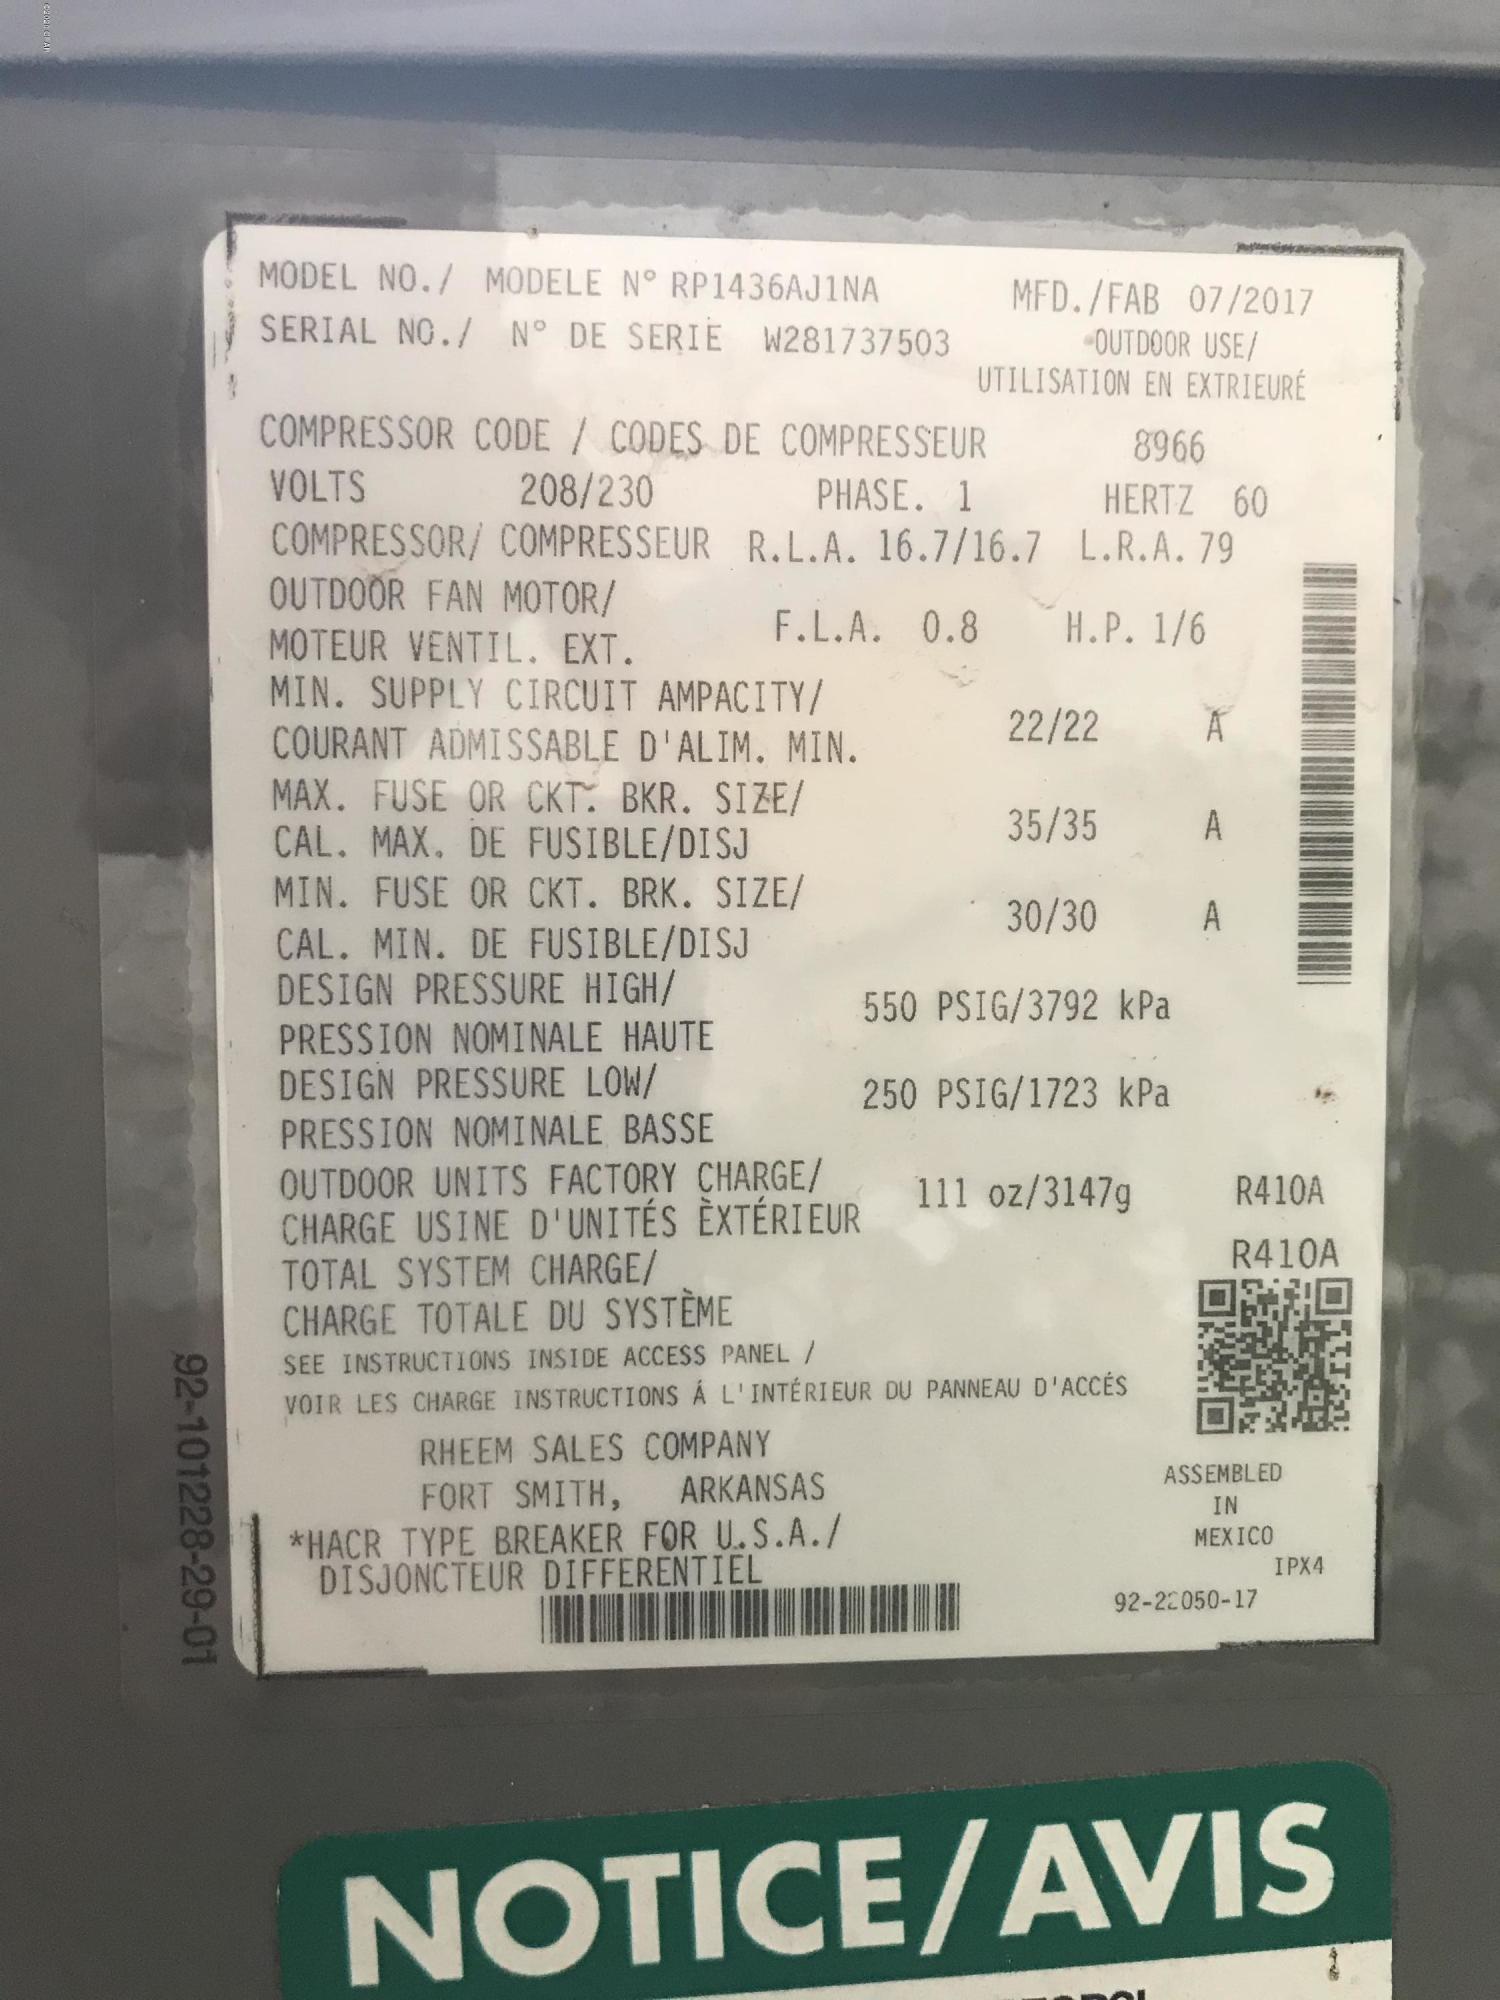 MODEL NO./ MODELE N° RP1436AJ1NA MFD./FAB 07/2017
SERIAL NO./ N° DE SERIE W281737503 OUTDOOR USE/
UTILISATION EN EXTRIEURÉ
COMPRESSOR CODE / CODES DE COMPRESSEUR 8966
VOLTS 208/230 PHASE. 1 HERTZ 60
COMPRESSOR/ COMPRESSEUR R.L.A. 16.7/16.7 L.R.A. 79
OUTDOOR FAN MOTOR/
MOTEUR VENTIL. EXT. F.L.A. 0.8 H.P. 1/6
MIN. SUPPLY CIRCUIT AMPACITY/
COURANT ADMISSABLE D'ALIM. MIN. 22/22 A
MAX. FUSE OR CKT. BKR. SIZE/
CAL. MAX. DE FUSIBLE/DISJ 35/35 A
MIN. FUSE OR CKT. BRK. SIZE/
CAL. MIN. DE FUSIBLE/DISJ 30/30 A
DESIGN PRESSURE HIGH/
PRESSION NOMINALE HAUTE 550 PSIG/3792 kPa
DESIGN PRESSURE LOW/
PRESSION NOMINALE BASSE 250 PSIG/1723 kPa
OUTDOOR UNITS FACTORY CHARGE/
CHARGE USINE D'UNITÉS ÈXTÉRIEUR 111 oz/3147g R410A
TOTAL SYSTEM CHARGE/ R410A
CHARGE TOTALE DU SYSTÈME
SEE INSTRUCTIONS INSIDE ACCESS PANEL /
VOIR LES CHARGE INSTRUCTIONS Á L'INTÉRIEUR DU PANNEAU D'ACCÉS
RHEEM SALES COMPANY
FORT SMITH, ARKANSAS
*HACR TYPE BREAKER FOR U.S.A./
DISJONCTEUR DIFFERENTIEL
ASSEMBLED
IN
MEXICO
IPX4
92-22050-17
92-101228-29-01
NOTICE/AVIS